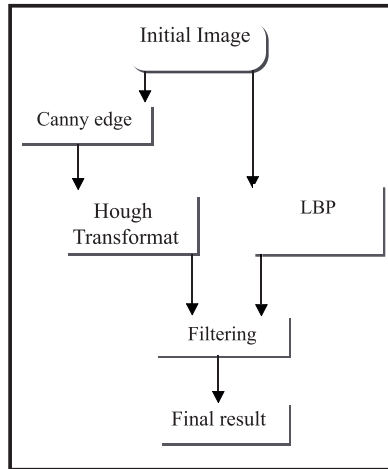 Initial Image
Canny edge
Hough
Transformat
LBP
Filtering
Final result